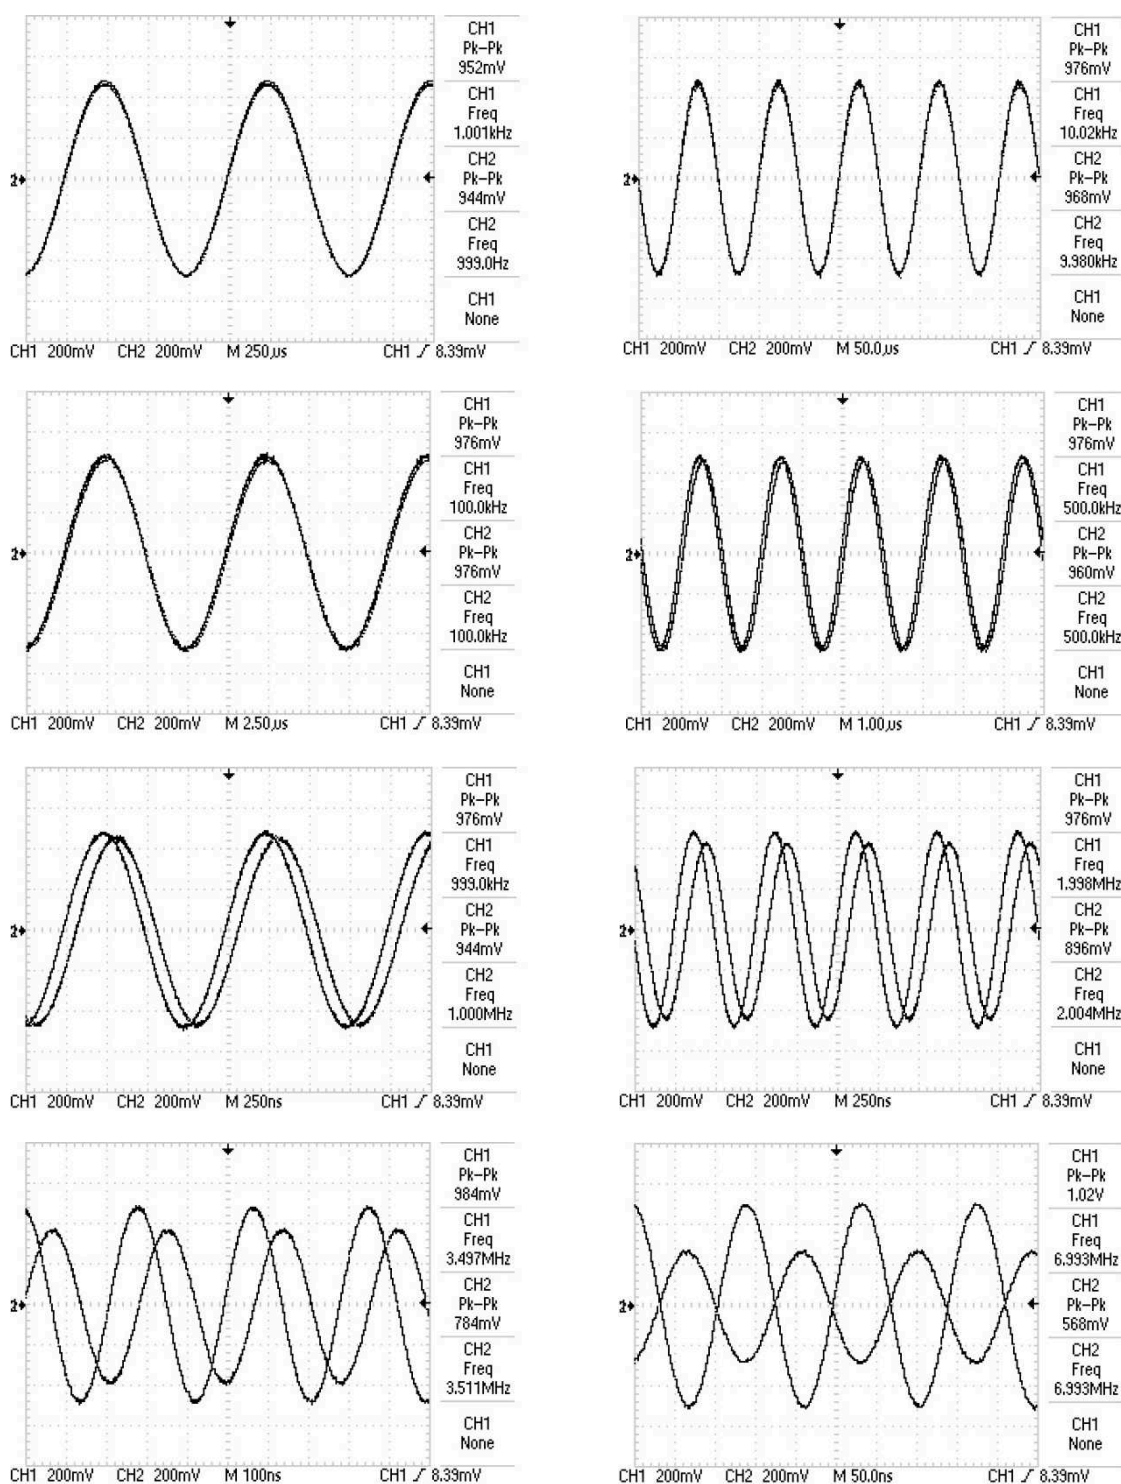 CH1
Pk-Pk
952mV
CH1
Freq
1.001kHz
CH2
Pk-Pk
944mV
CH2
Freq
999.0Hz
CH1
None
2
CH1 200mV CH2 200mV M 250µs CH1 8.39mV
CH1
Pk-Pk
976mV
CH1
Freq
10.02kHz
CH2
Pk-Pk
968mV
CH2
Freq
9.980kHz
CH1
None
2
CH1 200mV CH2 200mV M 50.0µs CH1 8.39mV
CH1
Pk-Pk
976mV
CH1
Freq
100.0kHz
CH2
Pk-Pk
976mV
CH2
Freq
100.0kHz
CH1
None
2
CH1 200mV CH2 200mV M 2.50µs CH1 8.39mV
CH1
Pk-Pk
976mV
CH1
Freq
500.0kHz
CH2
Pk-Pk
960mV
CH2
Freq
500.0kHz
CH1
None
2
CH1 200mV CH2 200mV M 1.00µs CH1 8.39mV
CH1
Pk-Pk
976mV
CH1
Freq
999.0kHz
CH2
Pk-Pk
944mV
CH2
Freq
1.000MHz
CH1
None
2
CH1 200mV CH2 200mV M 250ns CH1 8.39mV
CH1
Pk-Pk
976mV
CH1
Freq
1.998MHz
CH2
Pk-Pk
896mV
CH2
Freq
2.004MHz
CH1
None
2
CH1 200mV CH2 200mV M 250ns CH1 8.39mV
CH1
Pk-Pk
984mV
CH1
Freq
3.497MHz
CH2
Pk-Pk
784mV
CH2
Freq
3.511MHz
CH1
None
2
CH1 200mV CH2 200mV M 100ns CH1 8.39mV
CH1
Pk-Pk
1.02V
CH1
Freq
6.993MHz
CH2
Pk-Pk
568mV
CH2
Freq
6.993MHz
CH1
None
2
CH1 200mV CH2 200mV M 50.0ns CH1 8.39mV